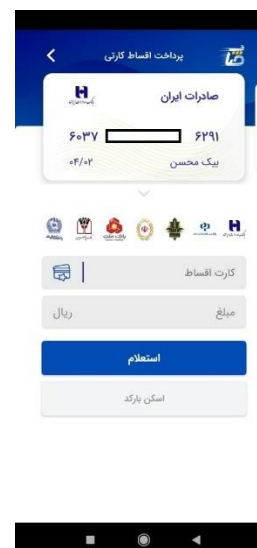 پرداخت اقساط کارتی
صادرات ایران
۶۰۳۷ ۶۲۹۱
بیک محسن
۰۴/۰۲
کارت اقساط
مبلغ
ریال
استعلام
اسکن بارکد